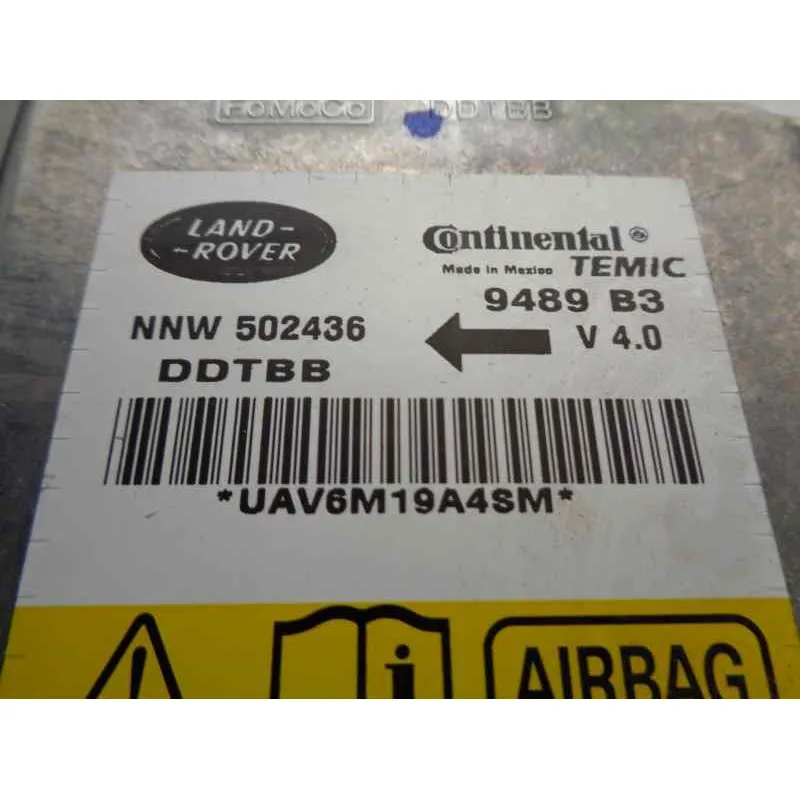 FoMoCo DDTBB
LAND-
-ROVER
Continental
Made in Mexico TEMIC
9489 B3
NNW 502436
V 4.0
DDTBB
*UAV6M19A4SM*
i
AIRBAG